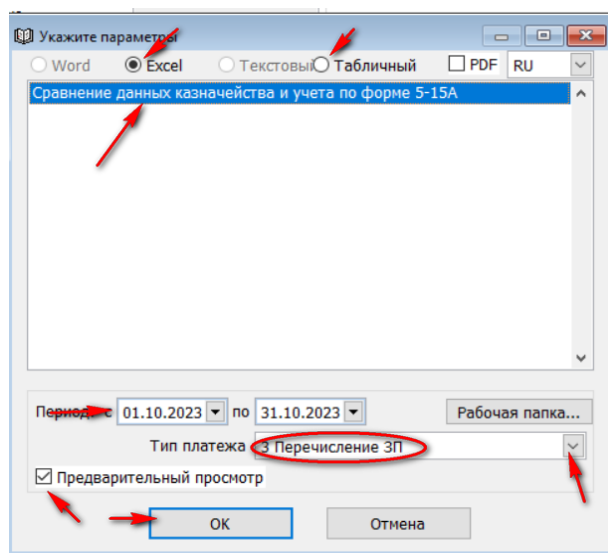 Укажите параметры
Word Excel Текстовый Табличный PDF RU
Сравнение данных казначейства и учета по форме 5-15А
Период с 01.10.2023 по 31.10.2023 Рабочая папка...
Тип платежа 3 Перечисление ЗП
Предварительный просмотр
OK Отмена